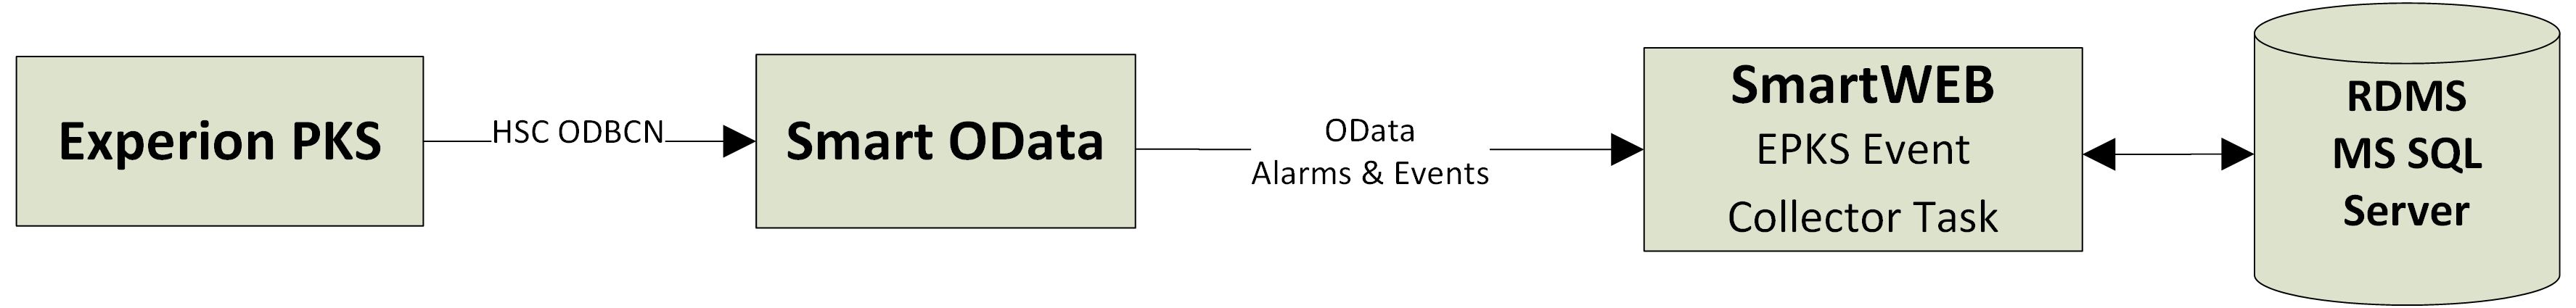 Experion PKS
HSC ODBCN
Smart OData
OData
Alarms & Events
SmartWEB
EPKS Event
Collector Task
RDMS
MS SQL
Server